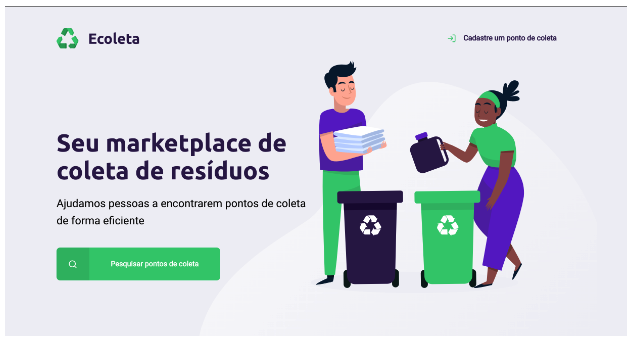 Ecoleta
Cadastre um ponto de coleta
Seu marketplace de
coleta de resíduos
Ajudamos pessoas a encontrarem pontos de coleta
de forma eficiente
Pesquisar pontos de coleta